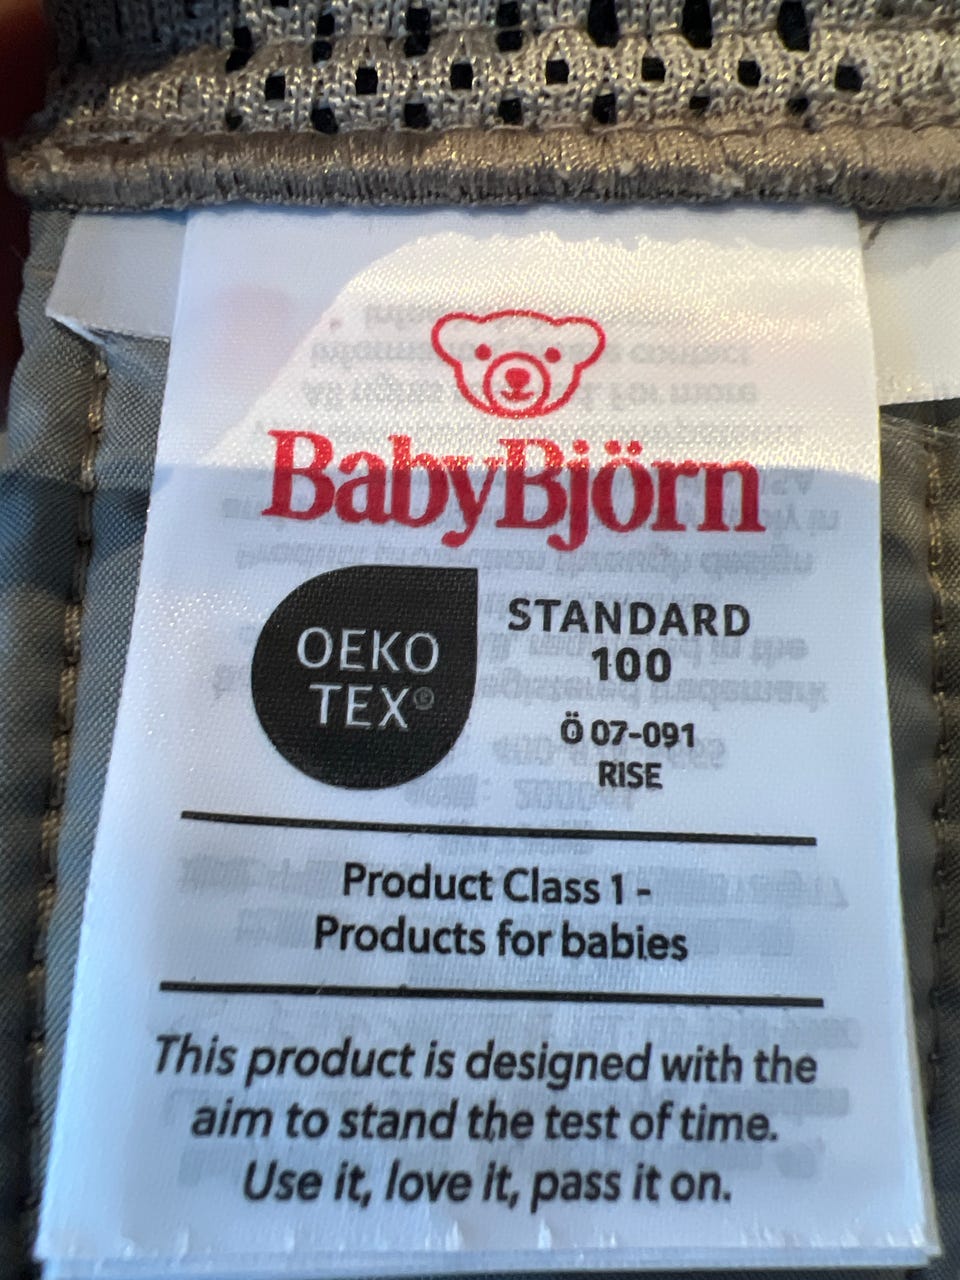 BabyBjörn
OEKO
TEX®
STANDARD
100
Ö 07-091
RISE
Product Class 1 -
Products for babies
This product is designed with the
aim to stand the test of time.
Use it, love it, pass it on.